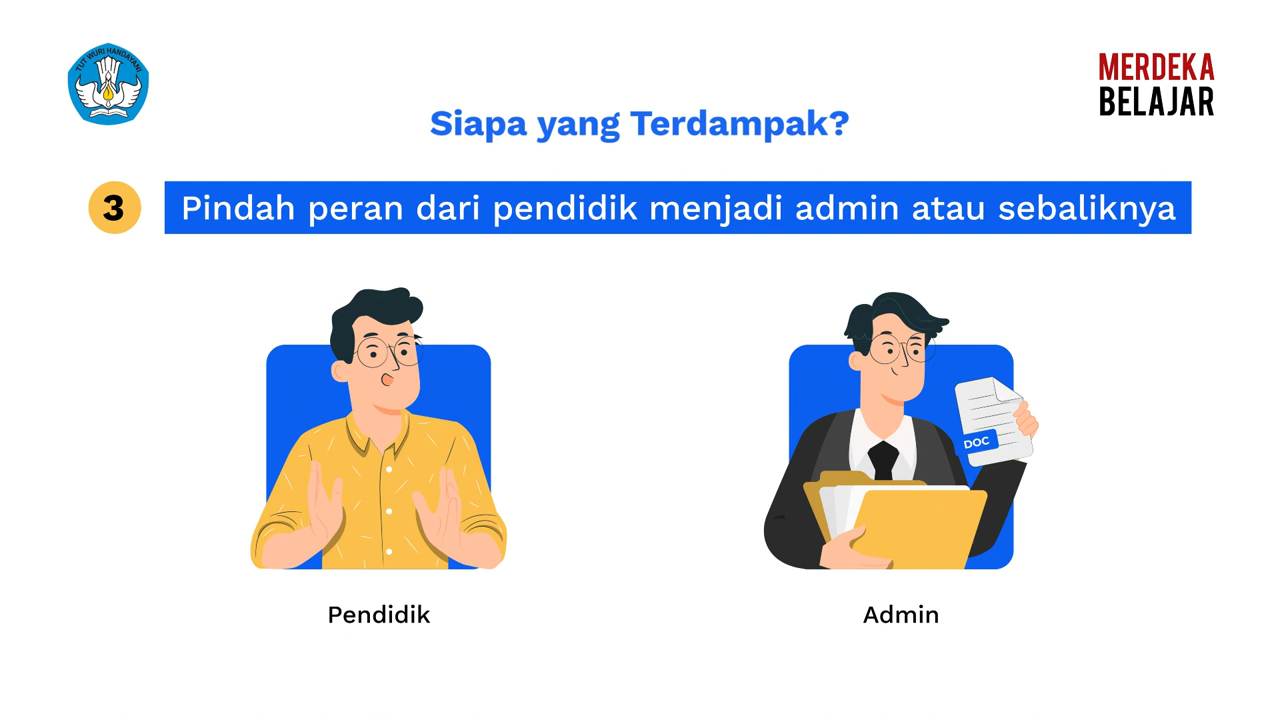 TUT WURI HANDAYANI
MERDEKA
BELAJAR
Siapa yang Terdampak?
3
Pindah peran dari pendidik menjadi admin atau sebaliknya
DOC
Pendidik
Admin